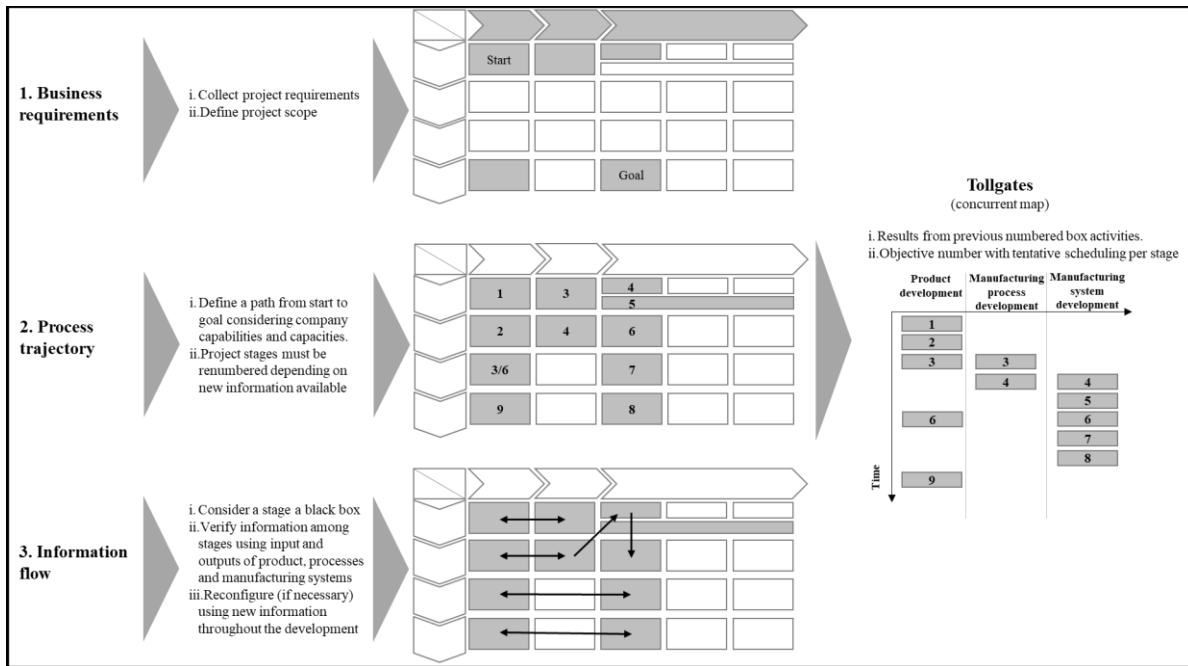 1. Business
requirements
i. Collect project requirements
ii.Define project scope
Start
Goal
2. Process
trajectory
i. Define a path from start to
goal considering company
capabilities and capacities.
ii.Project stages must be
renumbered depending on
new information available
1
3
4
5
2
4
6
3/6
7
9
8
3. Information
flow
i. Consider a stage a black box
ii.Verify information among
stages using input and
outputs of product, processes
and manufacturing systems
iii.Reconfigure (if necessary)
using new information
throughout the development
Tollgates
(concurrent map)
i. Results from previous numbered box activities.
ii.Objective number with tentative scheduling per stage
Product
development
Manufacturing
process
development
Manufacturing
system
development
1
2
3
3
4
4
5
6
6
7
8
9
Time